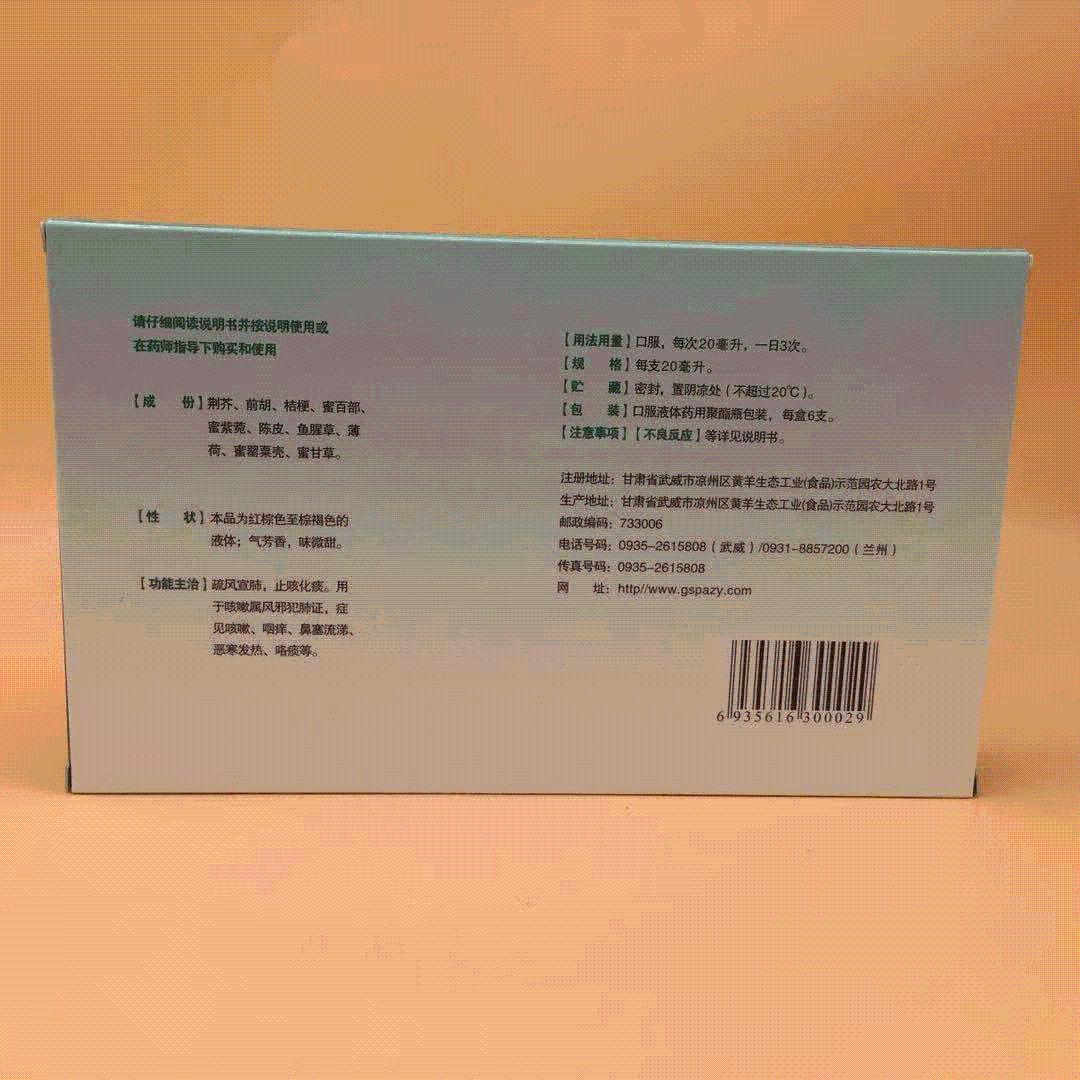 请仔细阅读说明书并按说明使用或
在药师指导下购买和使用
【成　份】荆芥、前胡、桔梗、蜜百部、
蜜紫菀、陈皮、鱼腥草、薄
荷、蜜罂粟壳、蜜甘草。
【性　状】本品为红棕色至棕褐色的
液体；气芳香，味微甜。
【功能主治】疏风宣肺，止咳化痰。用
于咳嗽属风邪犯肺证，症
见咳嗽、咽痒、鼻塞流涕、
恶寒发热、咯痰等。
【用法用量】口服，每次20毫升，一日3次。
【规　格】每支20毫升。
【贮　藏】密封，置阴凉处（不超过20℃）。
【包　装】口服液体药用聚酯瓶包装，每盒6支。
【注意事项】【不良反应】等详见说明书。
注册地址：甘肃省武威市凉州区黄羊生态工业(食品)示范园农大北路1号
生产地址：甘肃省武威市凉州区黄羊生态工业(食品)示范园农大北路1号
邮政编码：733006
电话号码：0935-2615808（武威）/0931-8857200（兰州）
传真号码：0935-2615808
网　址：http//www.gspazy.com
6 935616 300029